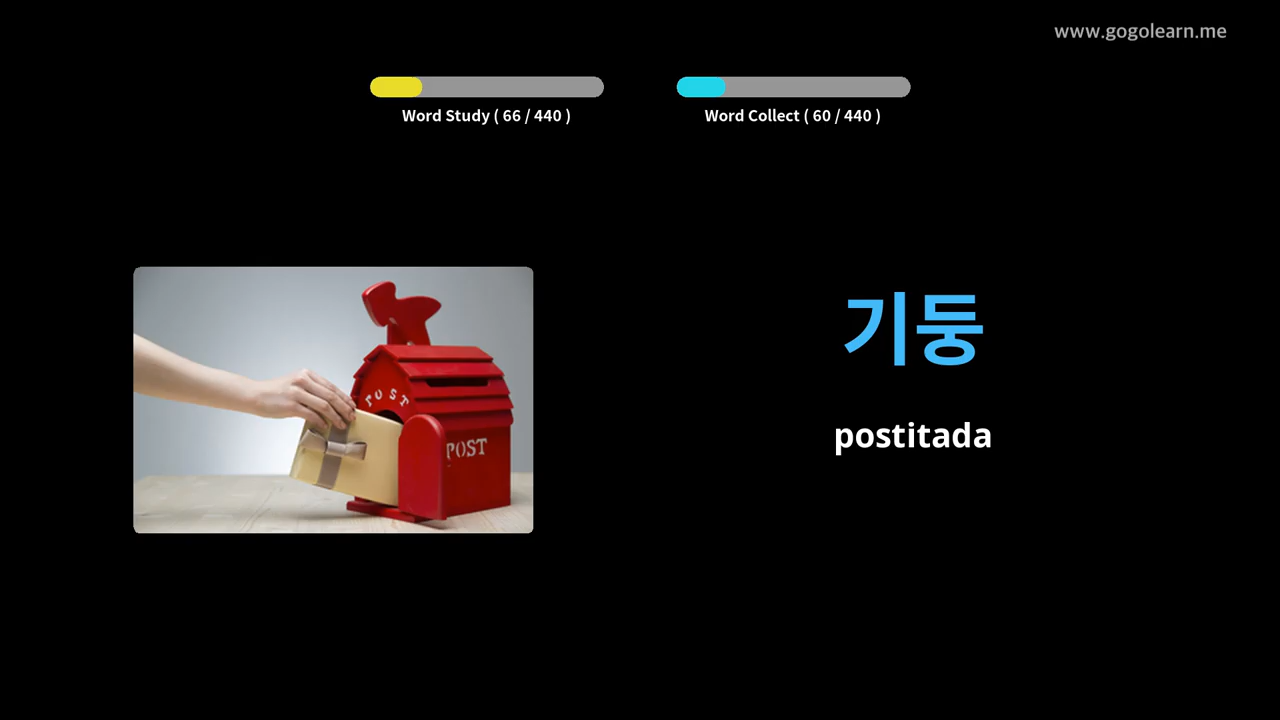 www.gogolearn.me
Word Study ( 66 / 440 )
Word Collect ( 60 / 440 )
POST
POST
기둥
postitada